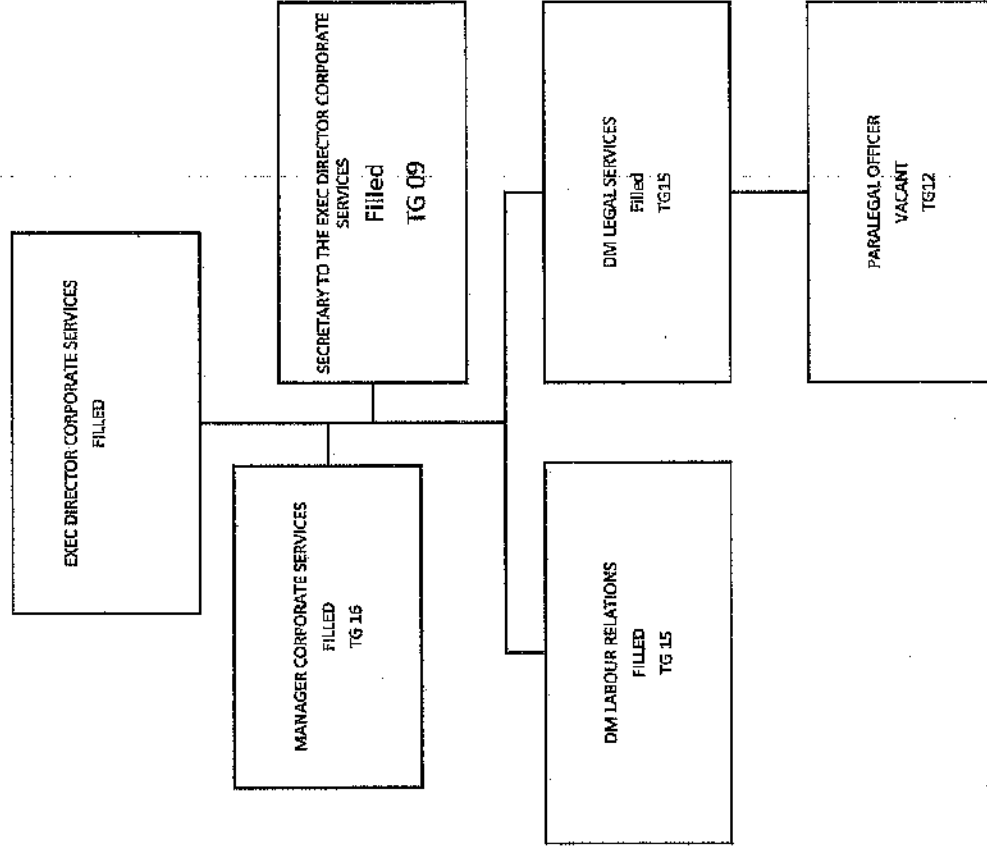 EXEC DIRECTOR CORPORATE SERVICES
FILLED
MANAGER CORPORATE SERVICES
FILLED
TG 16
SECRETARY TO THE EXEC DIRECTOR CORPORATE
SERVICES
Filled
TG 09
DM LABOUR RELATIONS
FILLED
TG 15
DM LEGAL SERVICES
Filled
TG15
PARALEGAL OFFICER
VACANT
TG12